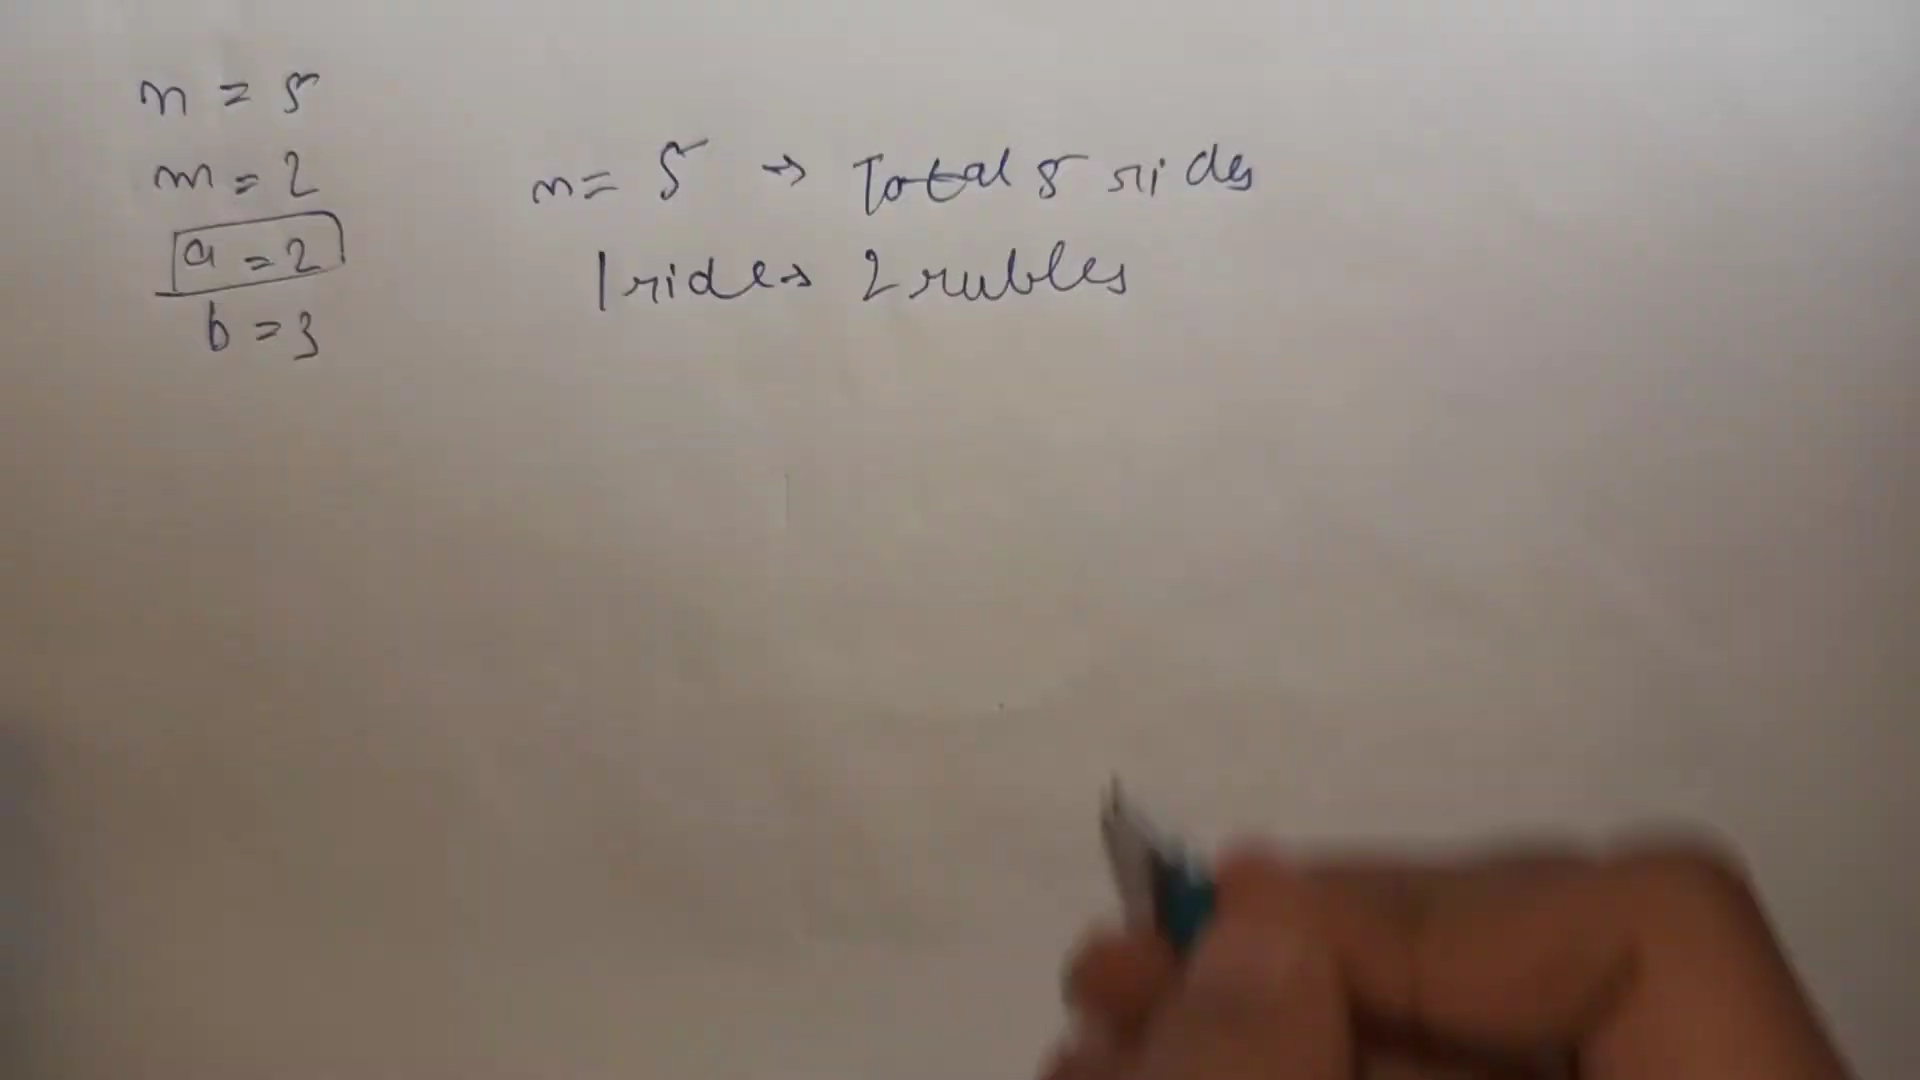 n = 5
m = 2
a = 2
b = 3
n = 5 → Total 5 rides
1 ride → 2 rubles